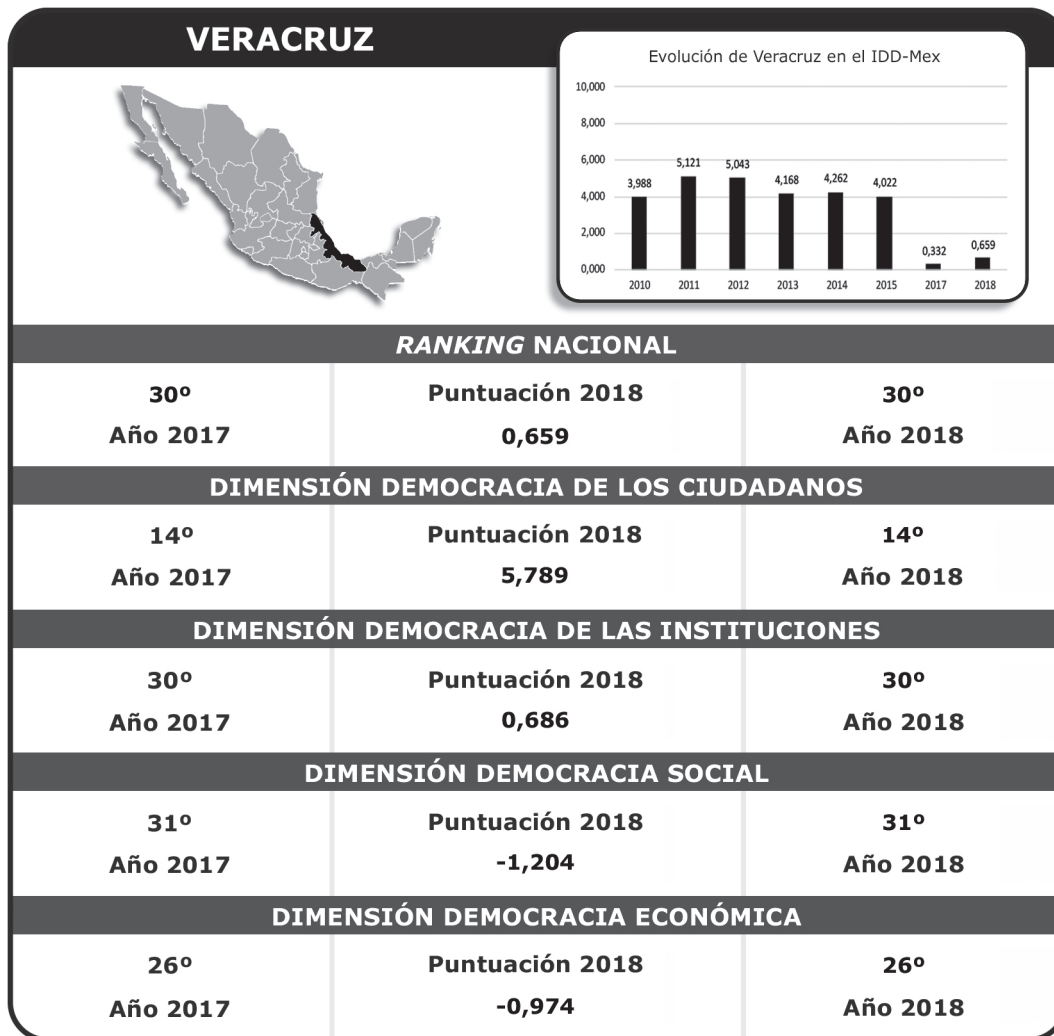 VERACRUZ
Evolución de Veracruz en el IDD-Mex
10,000
8,000
6,000
4,000
2,000
0,000
3,988
5,121
5,043
4,168
4,262
4,022
0,332
0,659
2010 2011 2012 2013 2014 2015 2017 2018
RANKING NACIONAL
30º Puntuación 2018 30º
Año 2017 0,659 Año 2018
DIMENSIÓN DEMOCRACIA DE LOS CIUDADANOS
14º Puntuación 2018 14º
Año 2017 5,789 Año 2018
DIMENSIÓN DEMOCRACIA DE LAS INSTITUCIONES
30º Puntuación 2018 30º
Año 2017 0,686 Año 2018
DIMENSIÓN DEMOCRACIA SOCIAL
31º Puntuación 2018 31º
Año 2017 -1,204 Año 2018
DIMENSIÓN DEMOCRACIA ECONÓMICA
26º Puntuación 2018 26º
Año 2017 -0,974 Año 2018